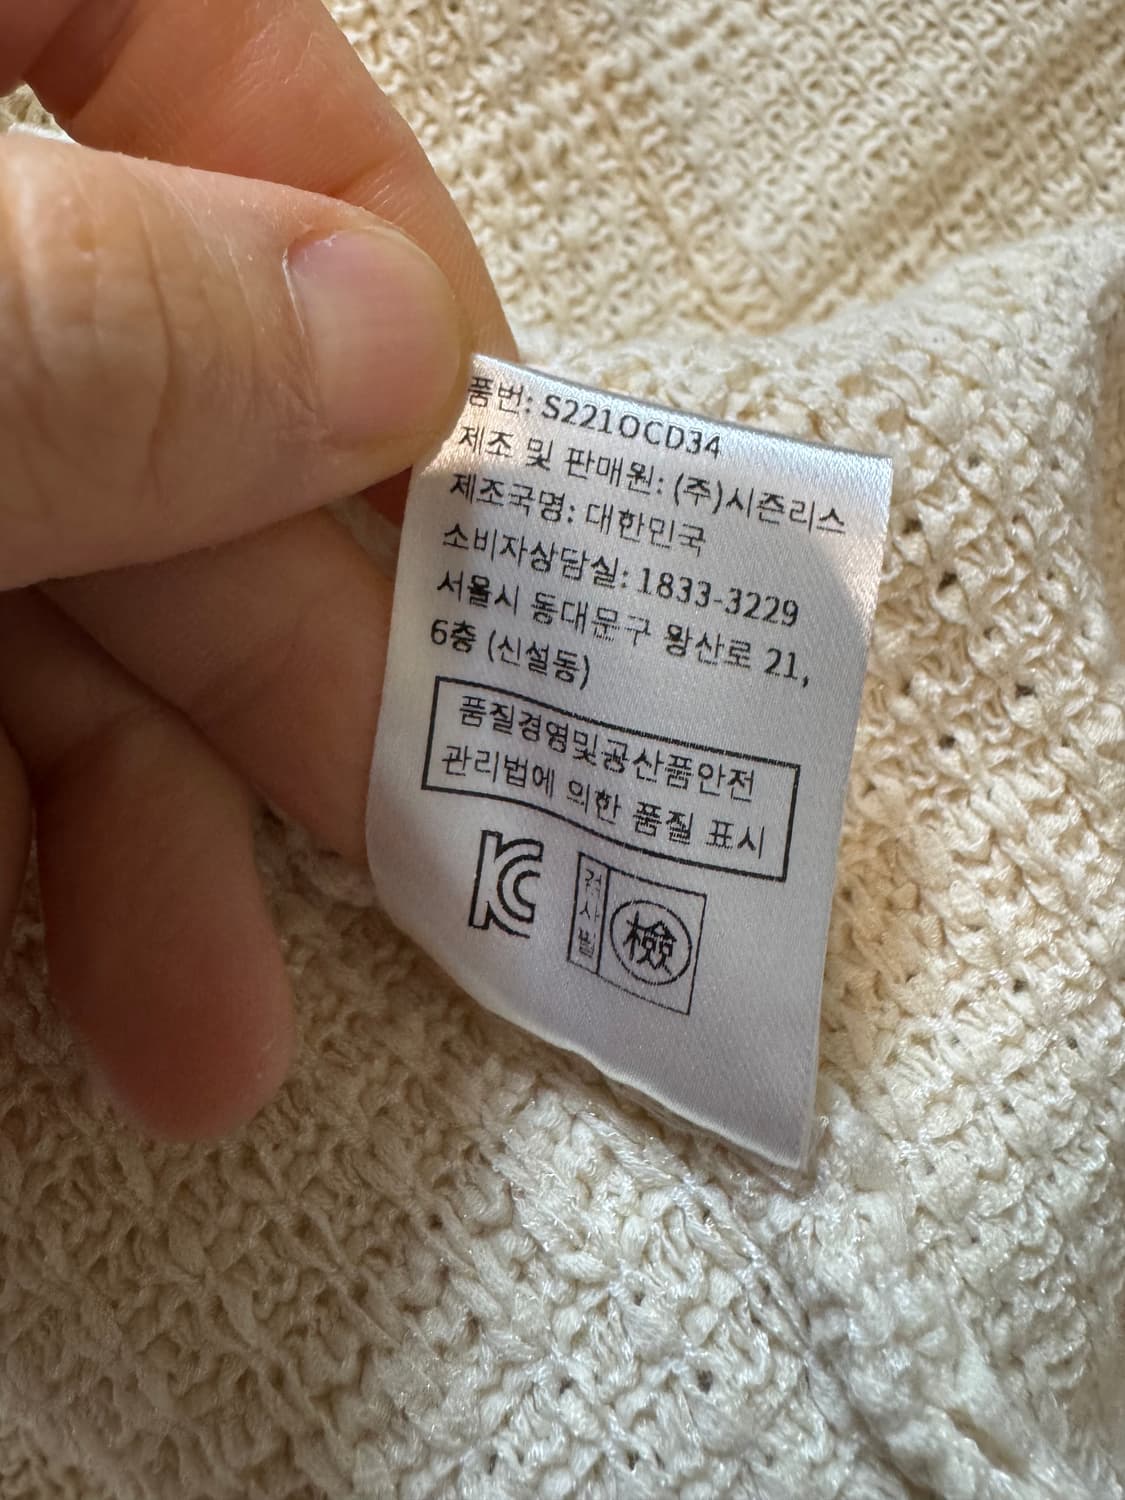 품번: S221OCD34
제조 및 판매원: (주)시즌리스
제조국명: 대한민국
소비자상담실: 1833-3229
서울시 동대문구 왕산로 21,
6층 (신설동)
품질경영및공산품안전
관리법에 의한 품질 표시
KC
검사필
檢